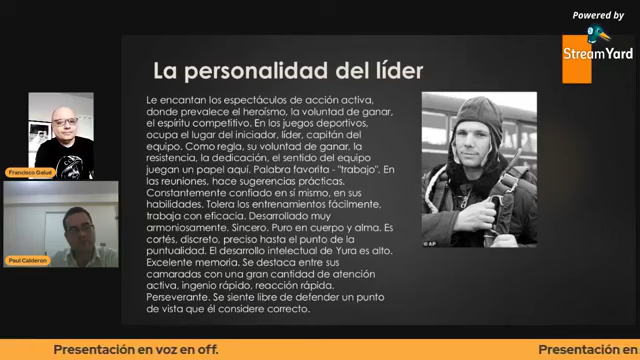 Powered by
StreamYard
La personalidad del líder
Le encantan los espectáculos de acción activa,
donde prevalece el heroísmo, la voluntad de ganar,
el espíritu competitivo. En los juegos deportivos,
ocupa el lugar del iniciador, líder, capitán del
equipo. Como regla, su voluntad de ganar, la
resistencia, la dedicación, el sentido del equipo
juegan un papel aquí. Palabra favorita - "trabajo". En
las reuniones, hace sugerencias prácticas.
Constantemente confiado en sí mismo, en sus
habilidades. Tolera los entrenamientos fácilmente,
trabaja con eficacia. Desarrollado muy
armoniosamente. Sincero. Puro en cuerpo y alma. Es
cortés, discreto, preciso hasta el punto de la
puntualidad. El desarrollo intelectual de Yura es alto.
Excelente memoria. Se destaca entre sus
camaradas con una gran cantidad de atención
activa, ingenio rápido, reacción rápida.
Perseverante. Se siente libre de defender un punto
de vista que él considere correcto.
© AP
Francisco Gelud
Paul Calderon
Presentación en voz en off.
Presentación en